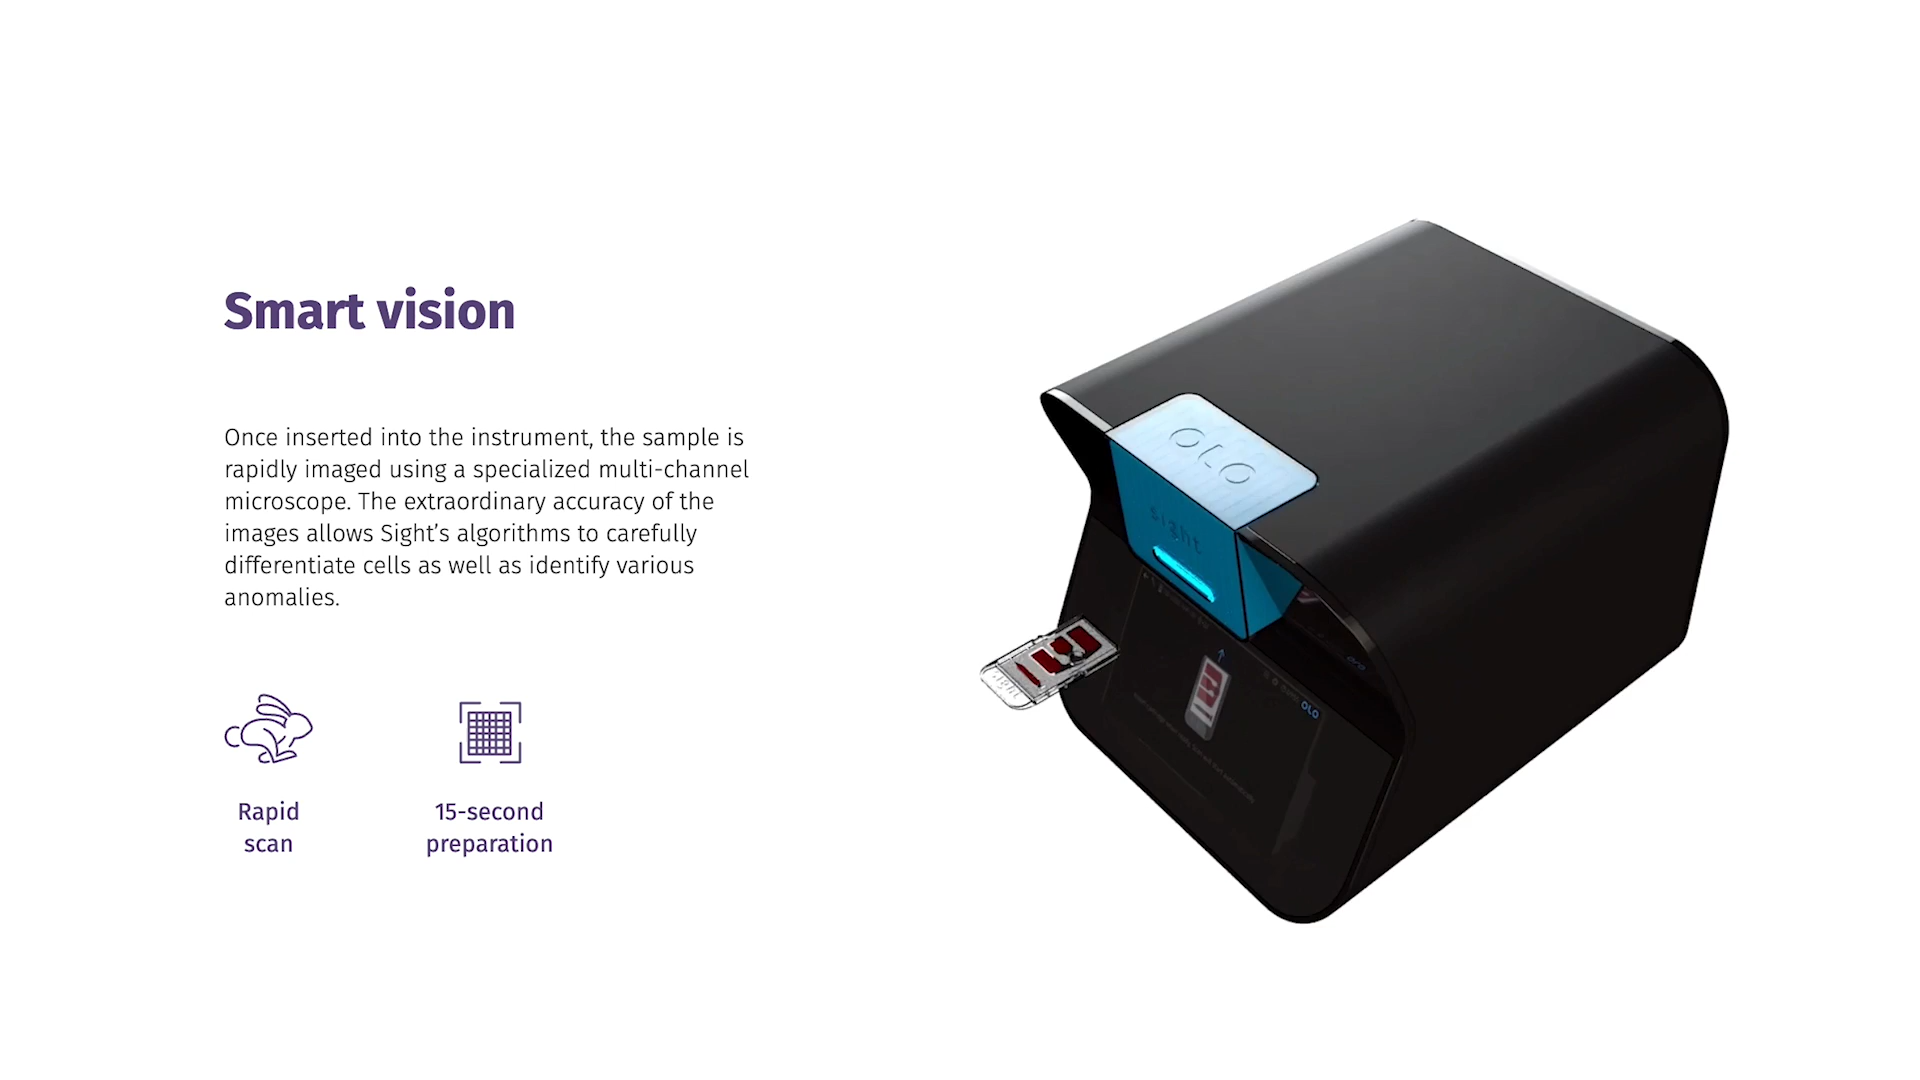 Smart vision
Once inserted into the instrument, the sample is
rapidly imaged using a specialized multi-channel
microscope. The extraordinary accuracy of the
images allows Sight’s algorithms to carefully
differentiate cells as well as identify various
anomalies.
Rapid
scan
15-second
preparation
OLO
sight
sight
OLO